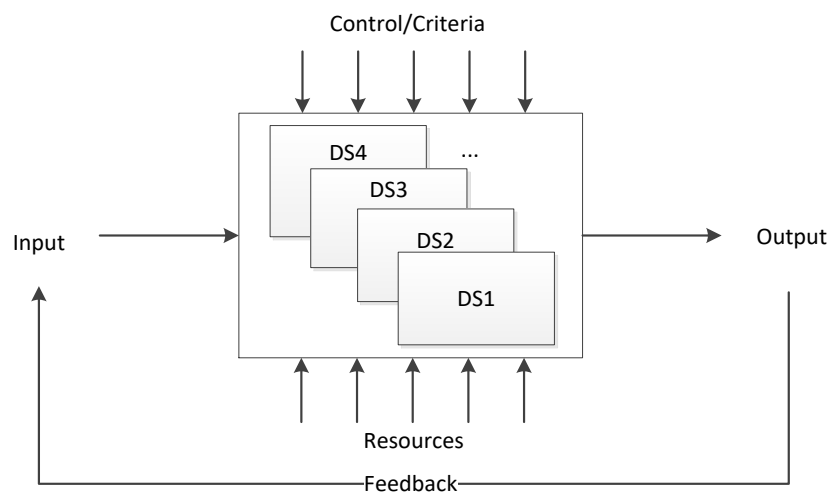 Control/Criteria
DS4
...
DS3
DS2
DS1
Input
Output
Resources
Feedback